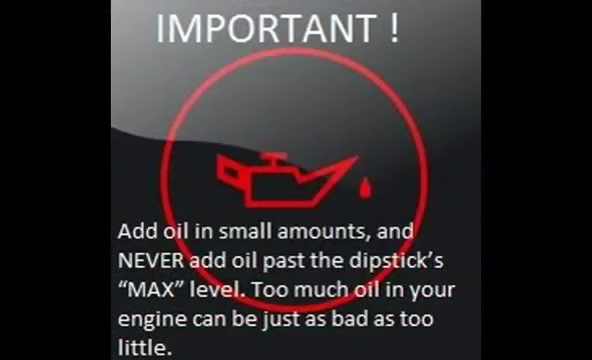 IMPORTANT !
Add oil in small amounts, and
NEVER add oil past the dipstick’s
“MAX” level. Too much oil in your
engine can be just as bad as too
little.